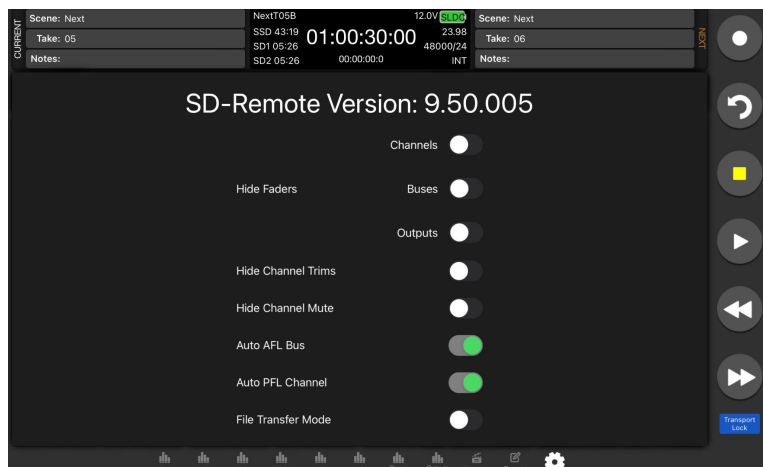 CURRENT
Scene: Next
Take: 05
Notes:
NextT05B
12.0V SLDC
SSD 43:19
SD1 05:26
SD2 05:26
01:00:30:00
00:00:00:0
23.98
48000/24
INT
Scene: Next
Take: 06
Notes:
NEXT
SD-Remote Version: 9.50.005
Channels
Hide Faders Buses
Outputs
Hide Channel Trims
Hide Channel Mute
Auto AFL Bus
Auto PFL Channel
File Transfer Mode
Transport
Lock